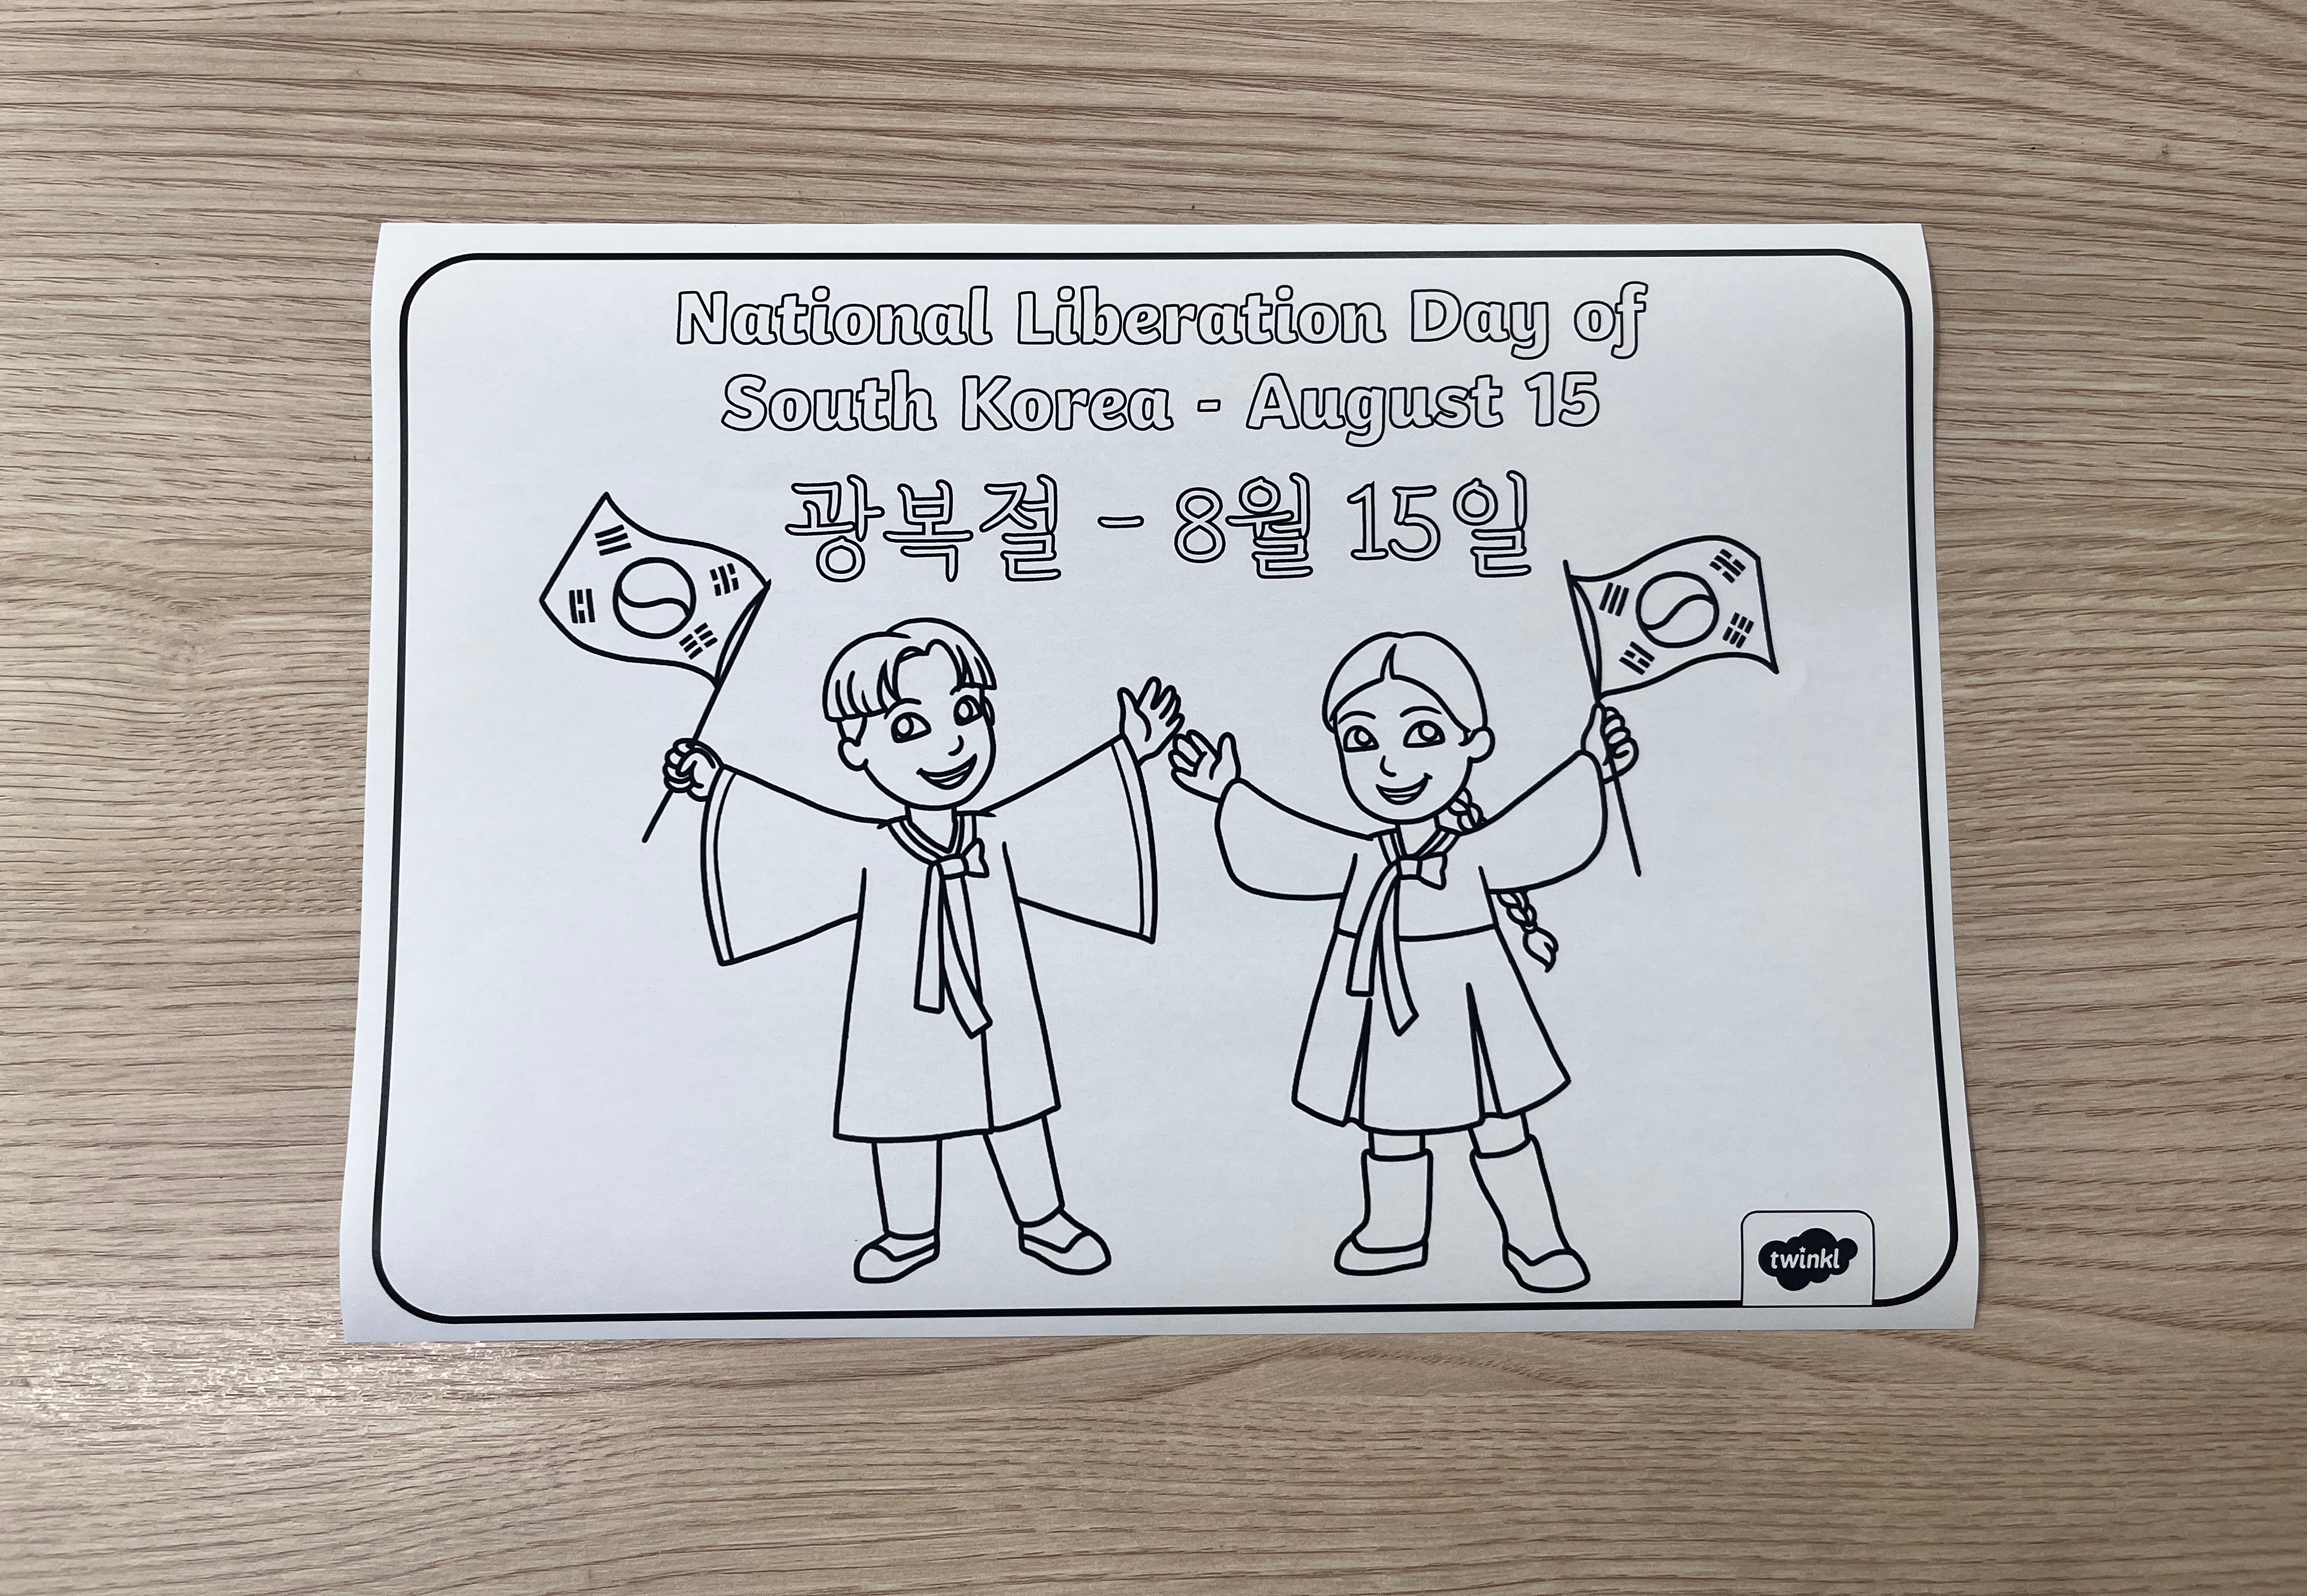 National Liberation Day of
South Korea - August 15
광복절 - 8월 15일
twinkl